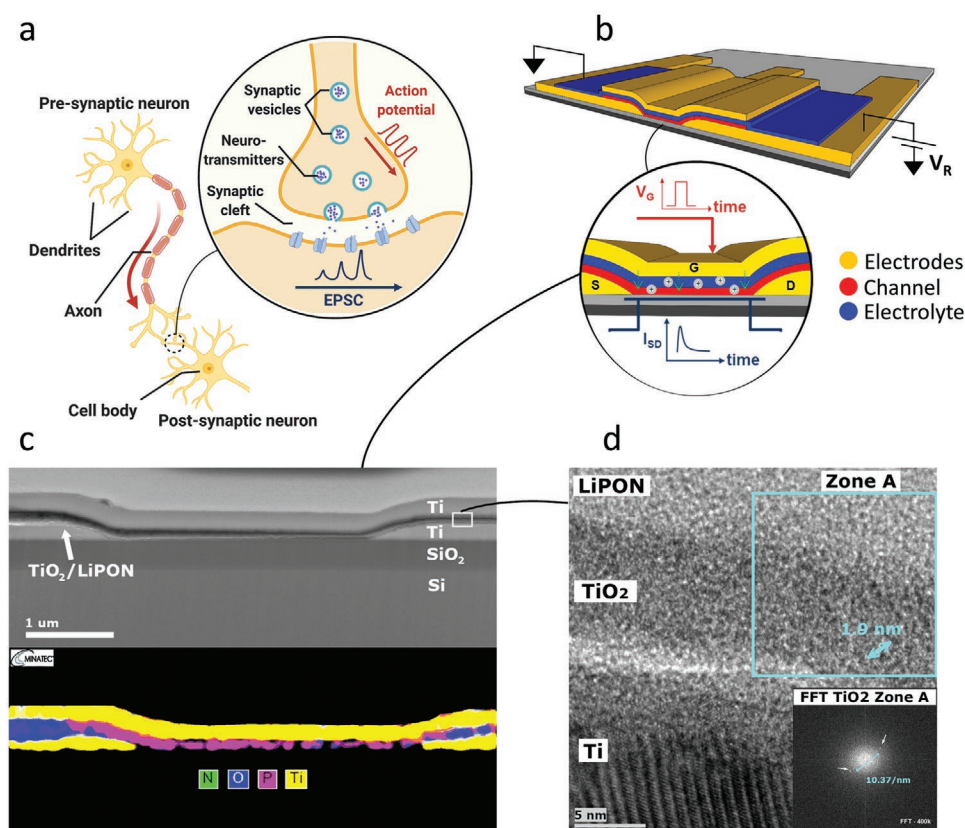 a
Pre-synaptic neuron
Dendrites
Axon
Cell body
Post-synaptic neuron
Synaptic
vesicles
Action
potential
Neuro-
transmitters
Synaptic
cleft
EPSC
b
V_R
V_G
time
G
S
D
I_SD
time
Electrodes
Channel
Electrolyte
c
Ti
Ti
SiO₂
TiO₂/LiPON
Si
1 um
MINATEC
N O P Ti
d
LiPON
Zone A
TiO2
1.9 nm
FFT TiO2 Zone A
Ti
10.37/nm
5 nm
FFT - 400k